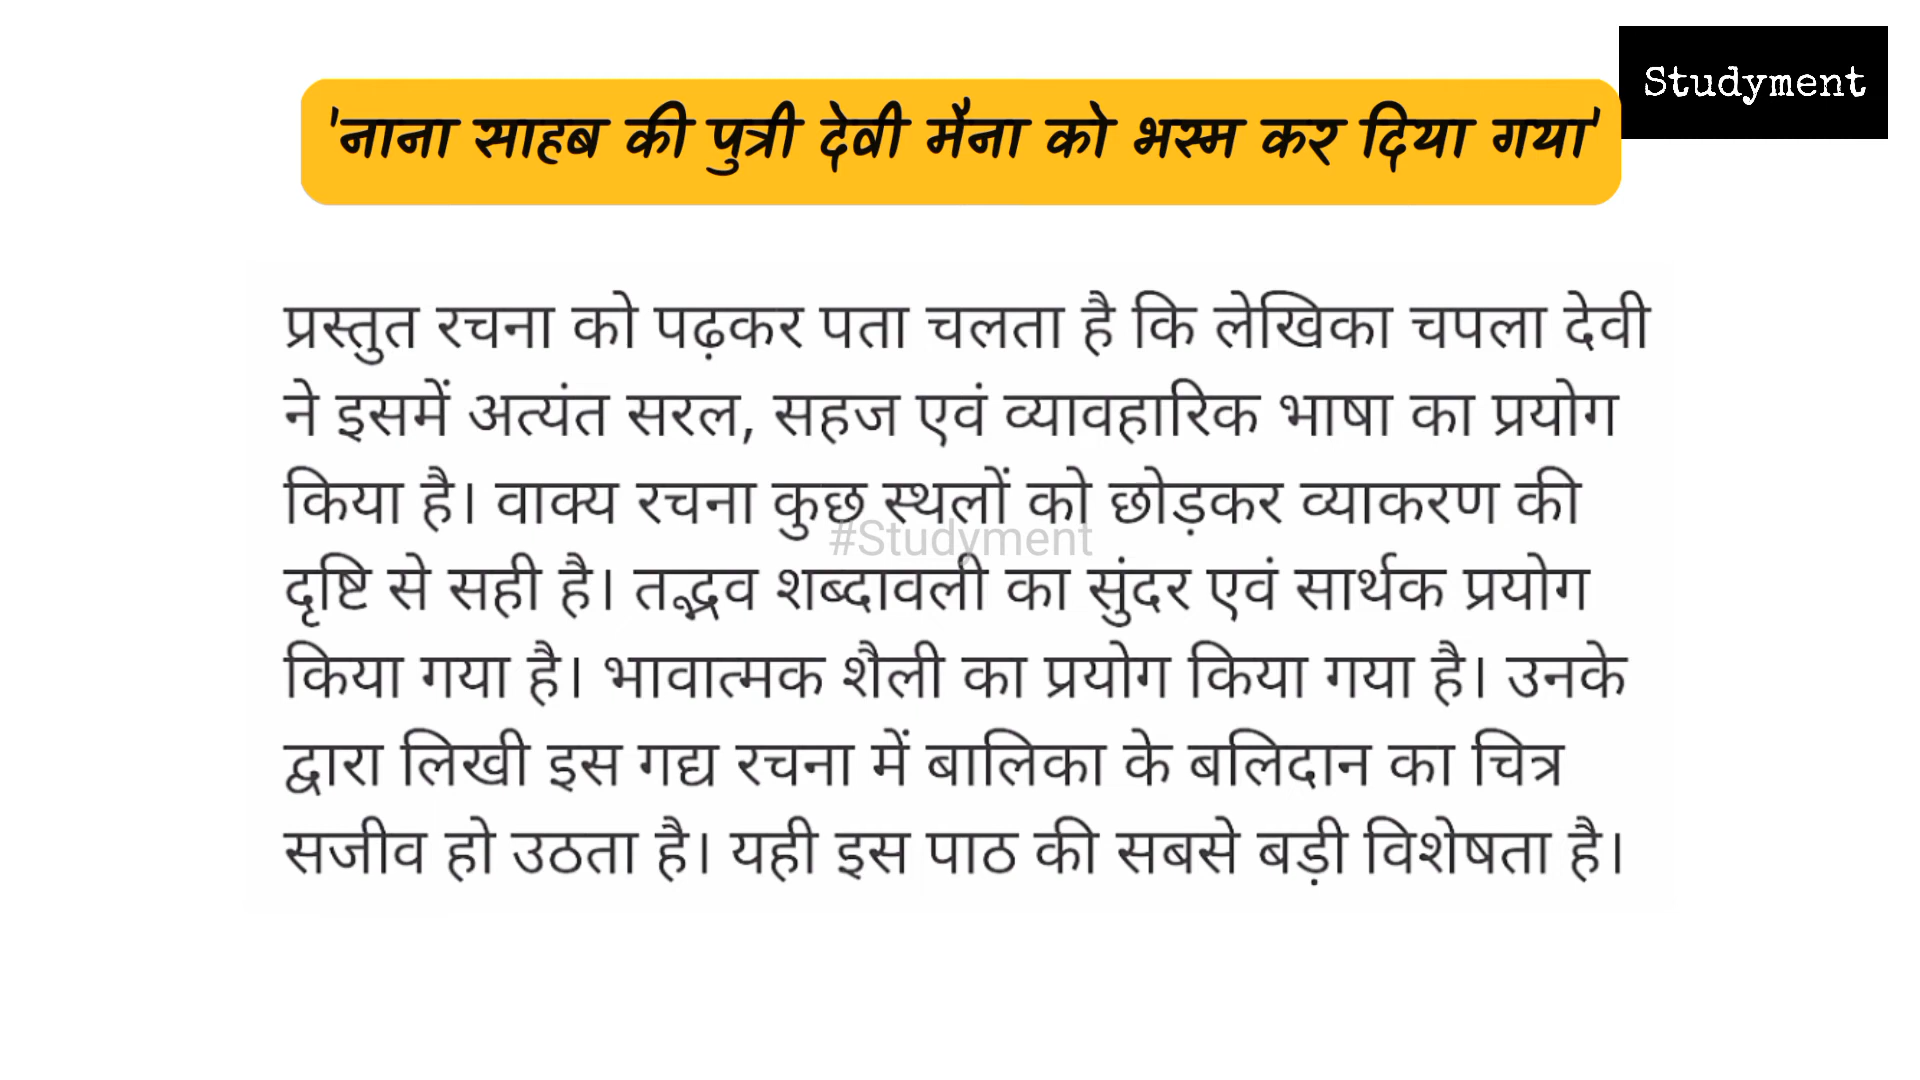 Studyment
'नाना साहब की पुत्री देवी मैना को भस्म कर दिया गया'
प्रस्तुत रचना को पढ़कर पता चलता है कि लेखिका चपला देवी
ने इसमें अत्यंत सरल, सहज एवं व्यावहारिक भाषा का प्रयोग
किया है। वाक्य रचना कुछ स्थलों को छोड़कर व्याकरण की
#Studyment
दृष्टि से सही है। तद्भव शब्दावली का सुंदर एवं सार्थक प्रयोग
किया गया है। भावात्मक शैली का प्रयोग किया गया है। उनके
द्वारा लिखी इस गद्य रचना में बालिका के बलिदान का चित्र
सजीव हो उठता है। यही इस पाठ की सबसे बड़ी विशेषता है।